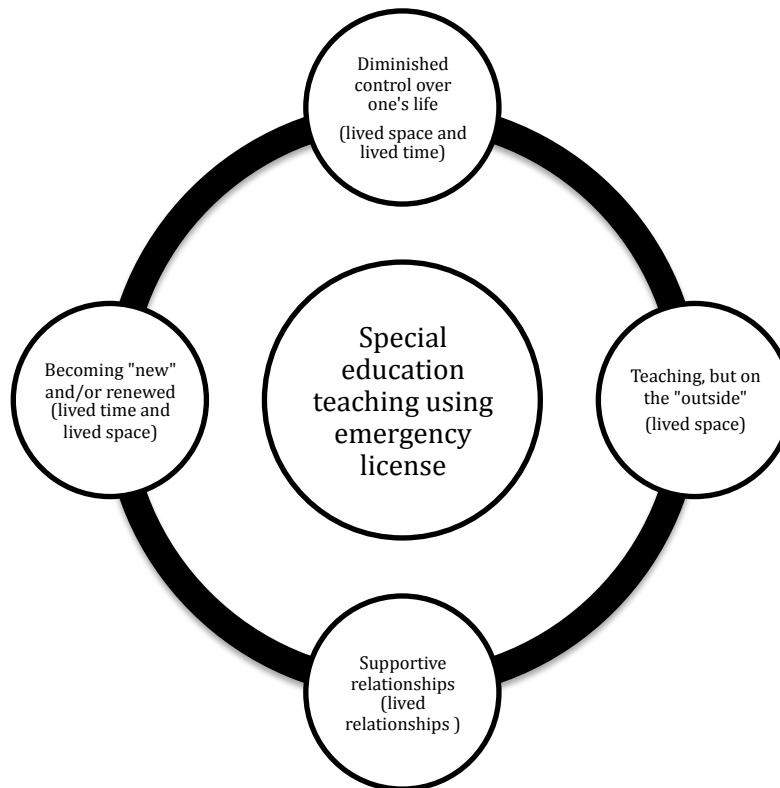 Diminished
control over
one's life
(lived space and
lived time)
Becoming "new"
and/or renewed
(lived time and
lived space)
Special
education
teaching using
emergency
license
Teaching, but on
the "outside"
(lived space)
Supportive
relationships
(lived
relationships )